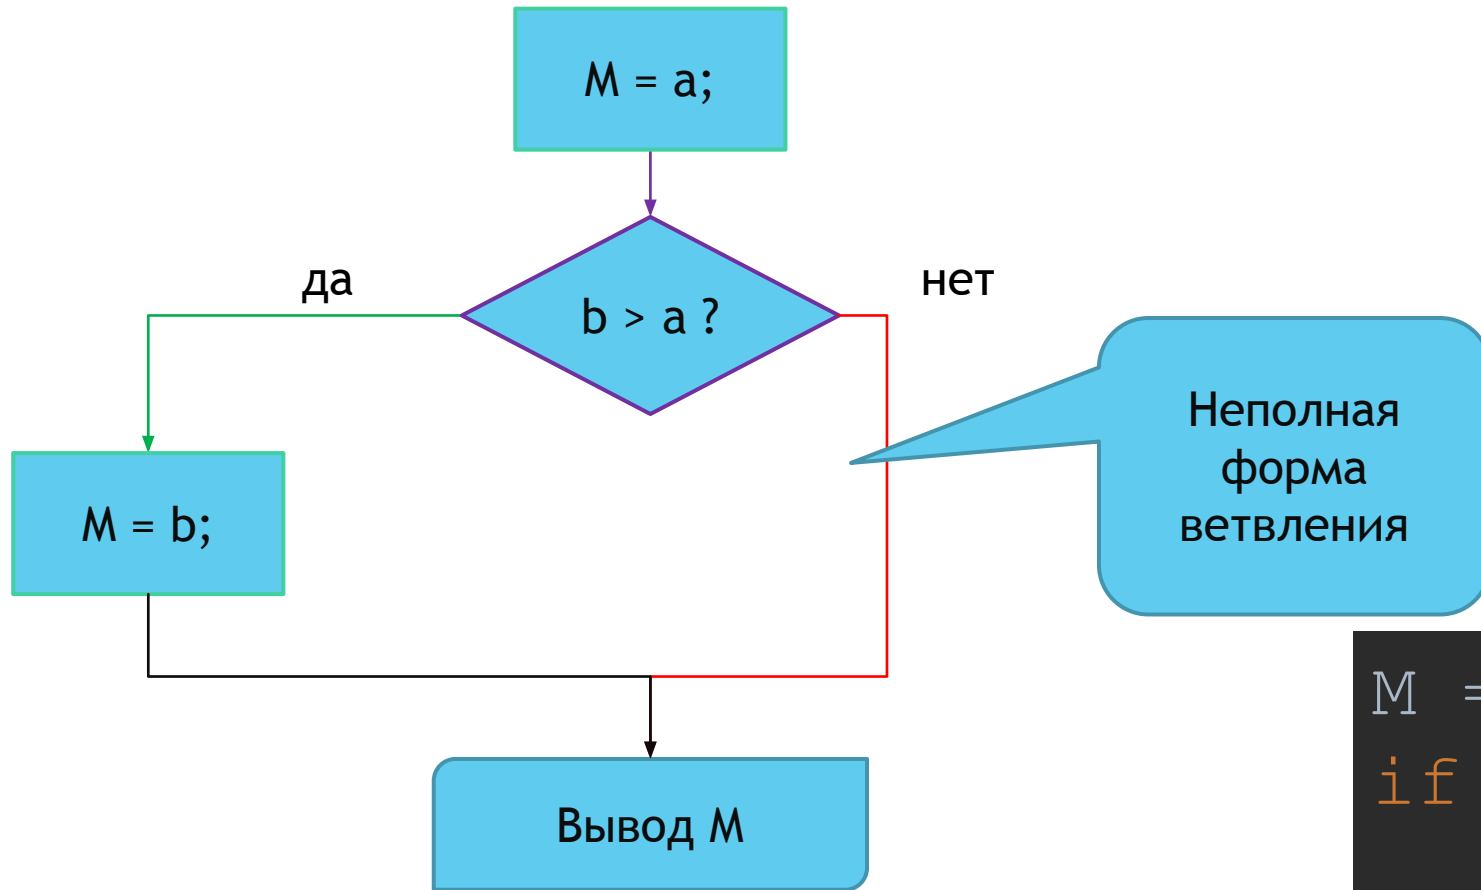 M = a;
да
b > a ?
нет
Неполная
форма
ветвления
M = b;
M =
if
Вывод M